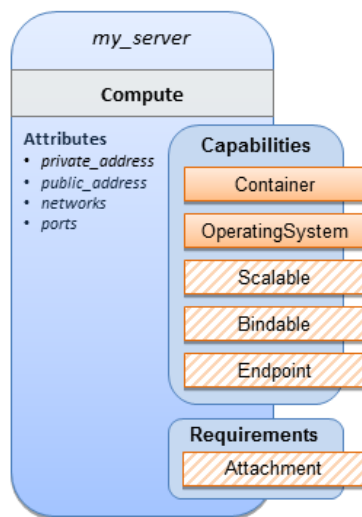 my_server
Compute
Attributes
• private_address
• public_address
• networks
• ports
Capabilities
Container
OperatingSystem
Scalable
Bindable
Endpoint
Requirements
Attachment